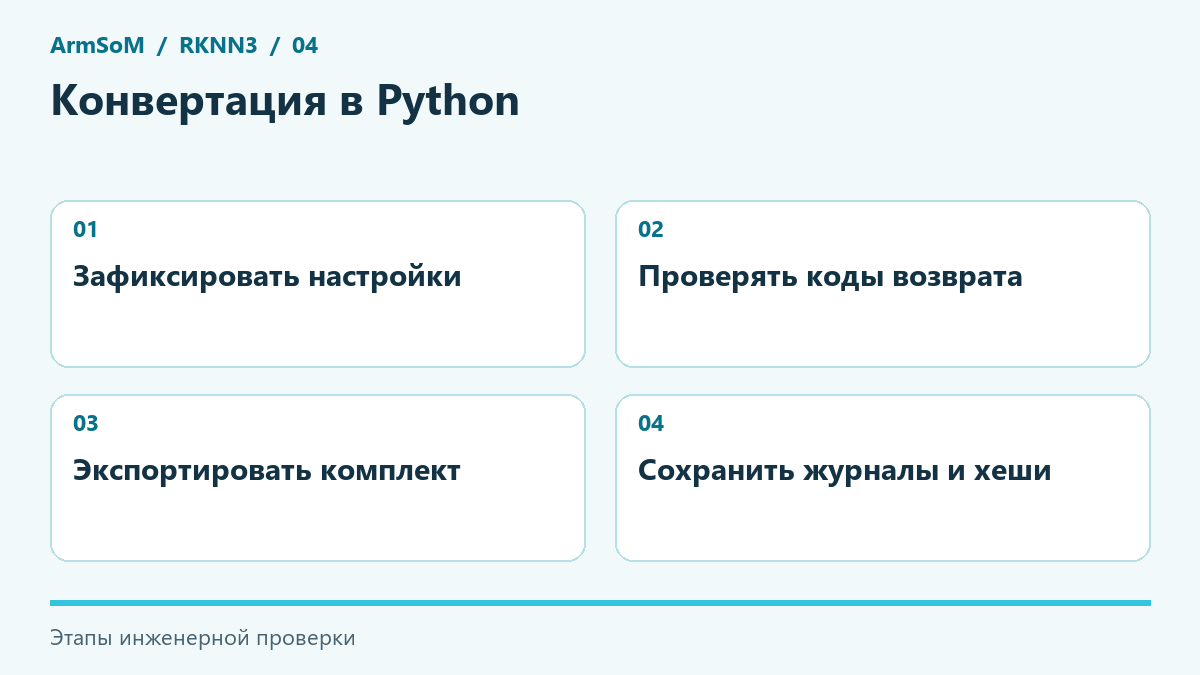 ArmSoM / RKNN3 / 04
Конвертация в Python
01
Зафиксировать настройки
02
Проверять коды возврата
03
Экспортировать комплект
04
Сохранить журналы и хеши
Этапы инженерной проверки